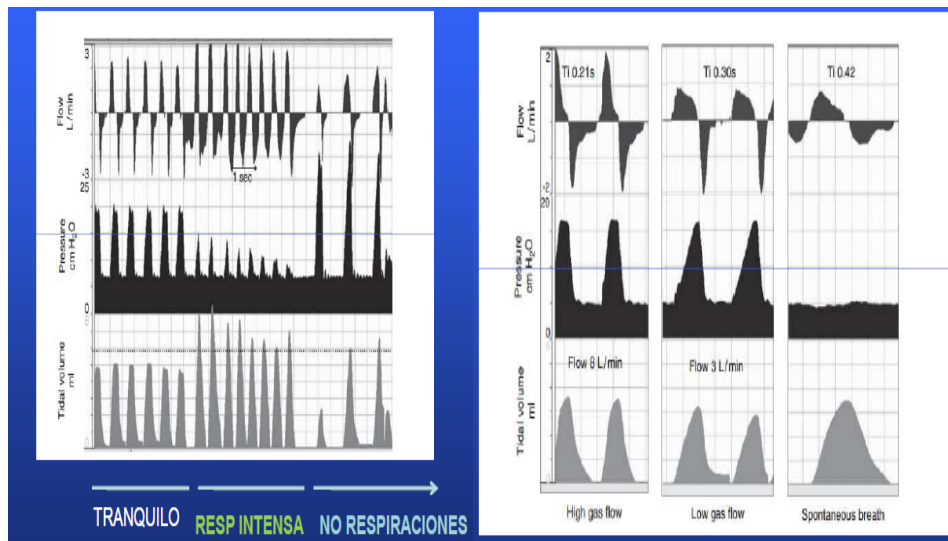 3
Flow
L/min
-3
1 sec
25
Pressure
cm H₂O
0
Tidal volume
ml
0
TRANQUILO
RESP INTENSA
NO RESPIRACIONES
2
Flow
L/min
-2
Ti 0.21s
Ti 0.30s
Ti 0.42
20
Pressure
cm H₂O
0
Flow 8 L/min
Flow 3 L/min
Tidal volume
ml
0
High gas flow
Low gas flow
Spontaneous breath